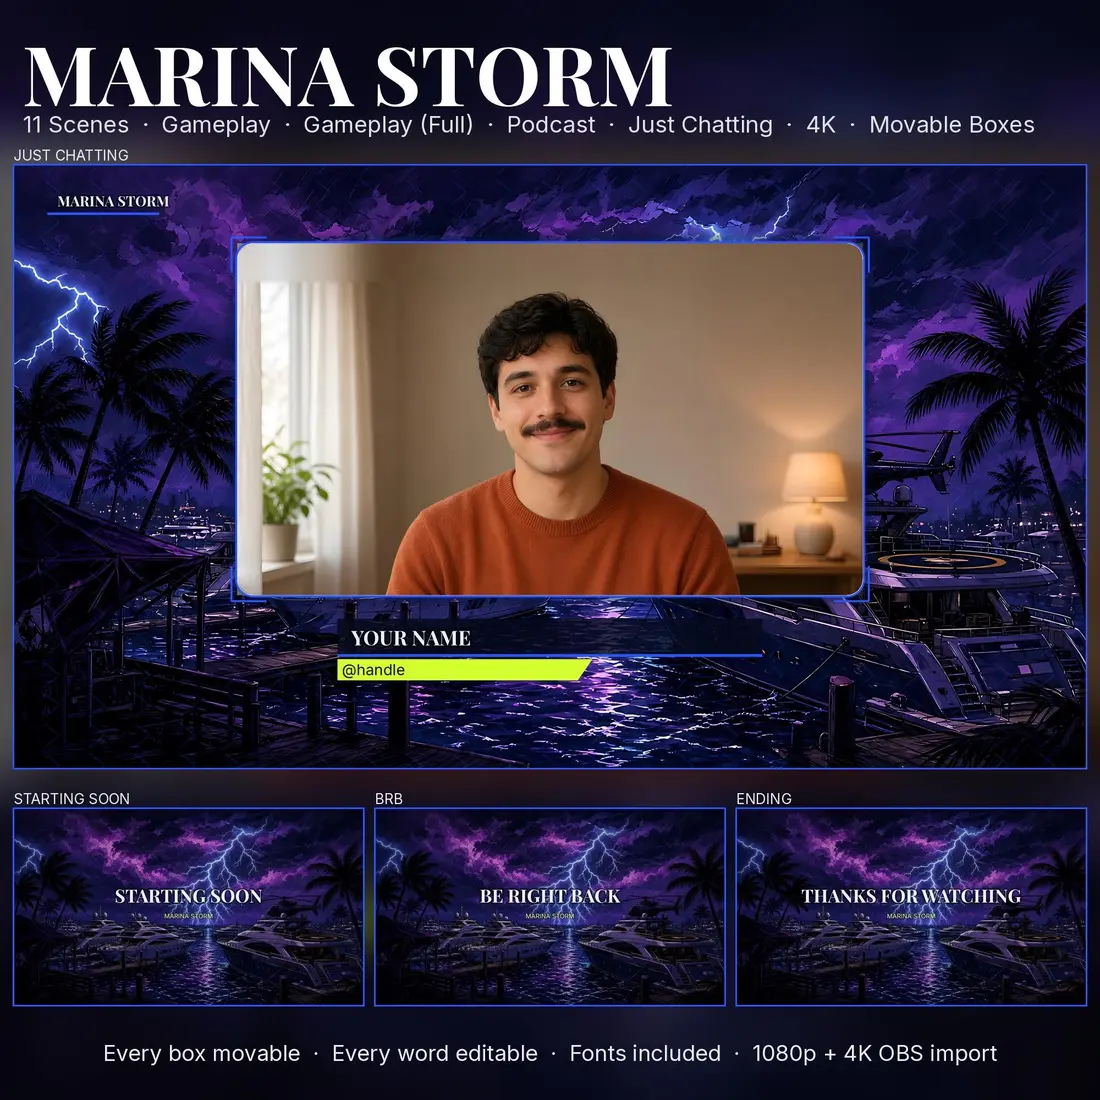 MARINA STORM
11 Scenes · Gameplay · Gameplay (Full) · Podcast · Just Chatting · 4K · Movable Boxes
JUST CHATTING
MARINA STORM
YOUR NAME
@handle
STARTING SOON
BRB
ENDING
STARTING SOON
MARINA STORM
BE RIGHT BACK
MARINA STORM
THANKS FOR WATCHING
MARINA STORM
Every box movable · Every word editable · Fonts included · 1080p + 4K OBS import